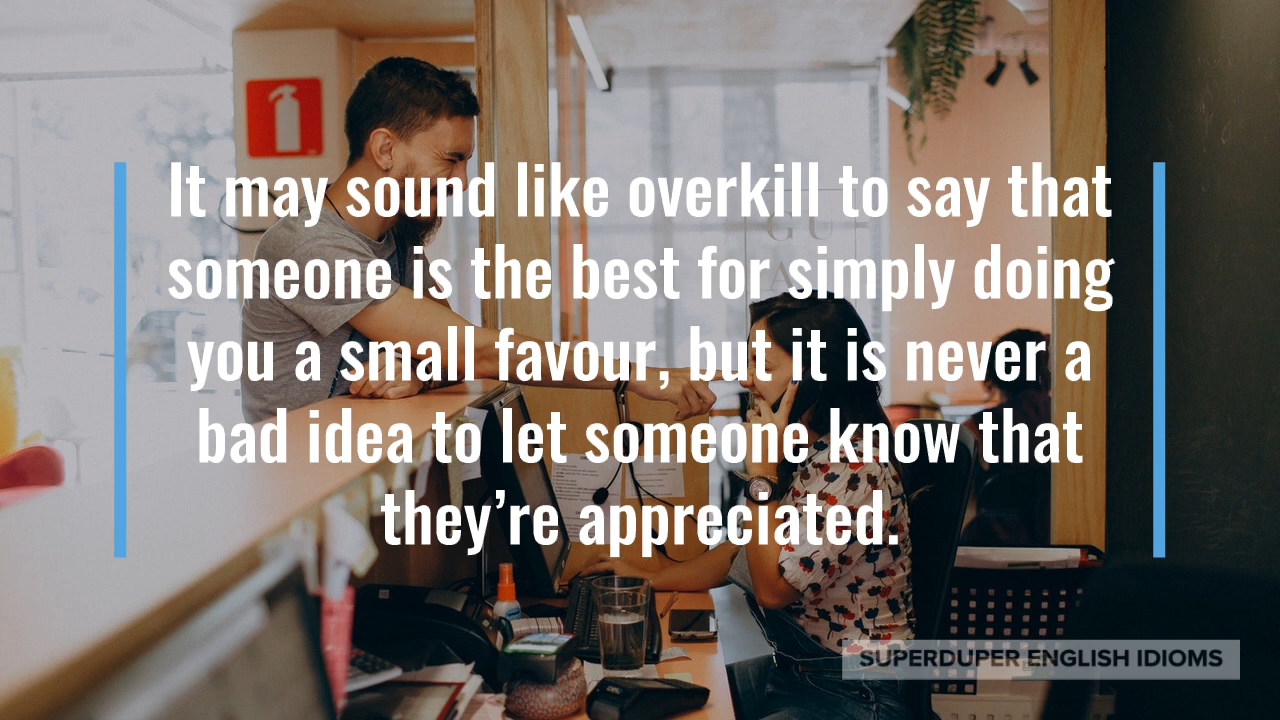 It may sound like overkill to say that
someone is the best for simply doing
you a small favour, but it is never a
bad idea to let someone know that
they’re appreciated.
SUPERDUPER ENGLISH IDIOMS